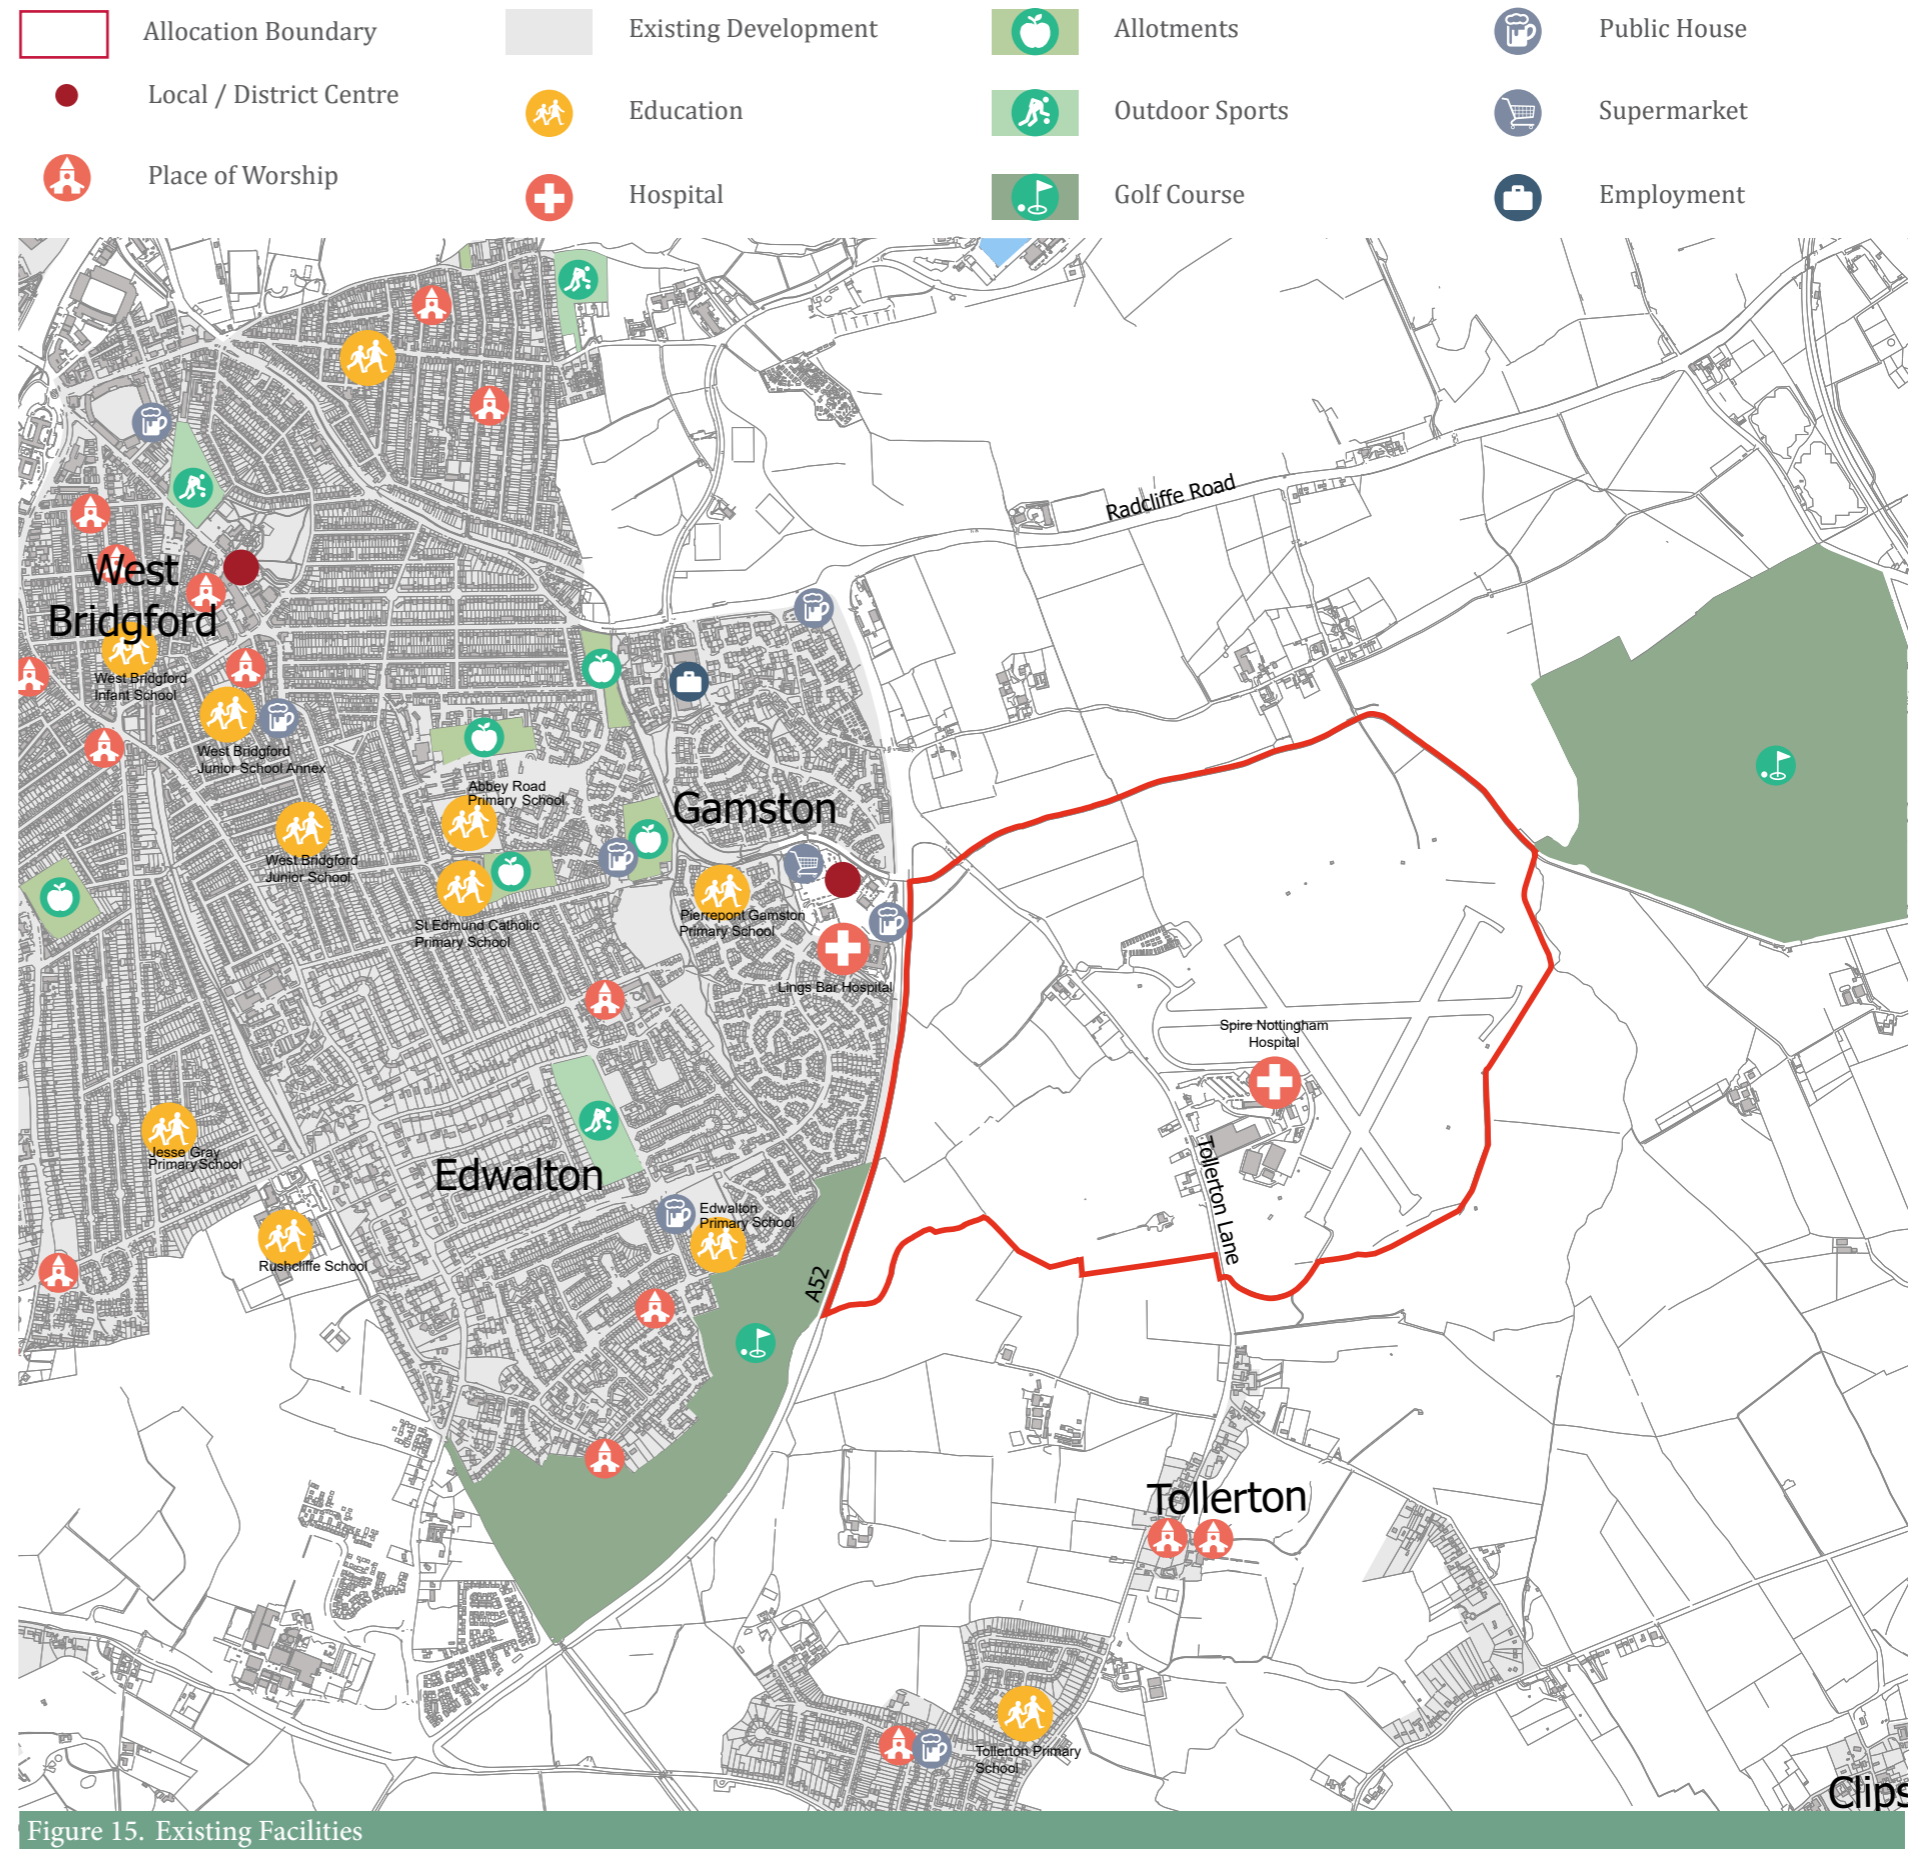 Allocation Boundary
Existing Development
Allotments
Public House
Local / District Centre
Education
Outdoor Sports
Supermarket
Place of Worship
Hospital
Golf Course
Employment
Radcliffe Road
West
Bridgford
West Bridgford
Infant School
West Bridgford
Junior School Annex
Abbey Road
Primary School
Gamston
West Bridgford
Junior School
St Edmund Catholic
Primary School
Pierrepont Gamston
Primary School
Lings Bar Hospital
Spire Nottingham
Hospital
Jesse Gray
Primary School
Edwalton
Tollerton Lane
Edwalton
Primary School
Rushcliffe School
A52
Tollerton
Tollerton Primary
School
Clips
Figure 15. Existing Facilities